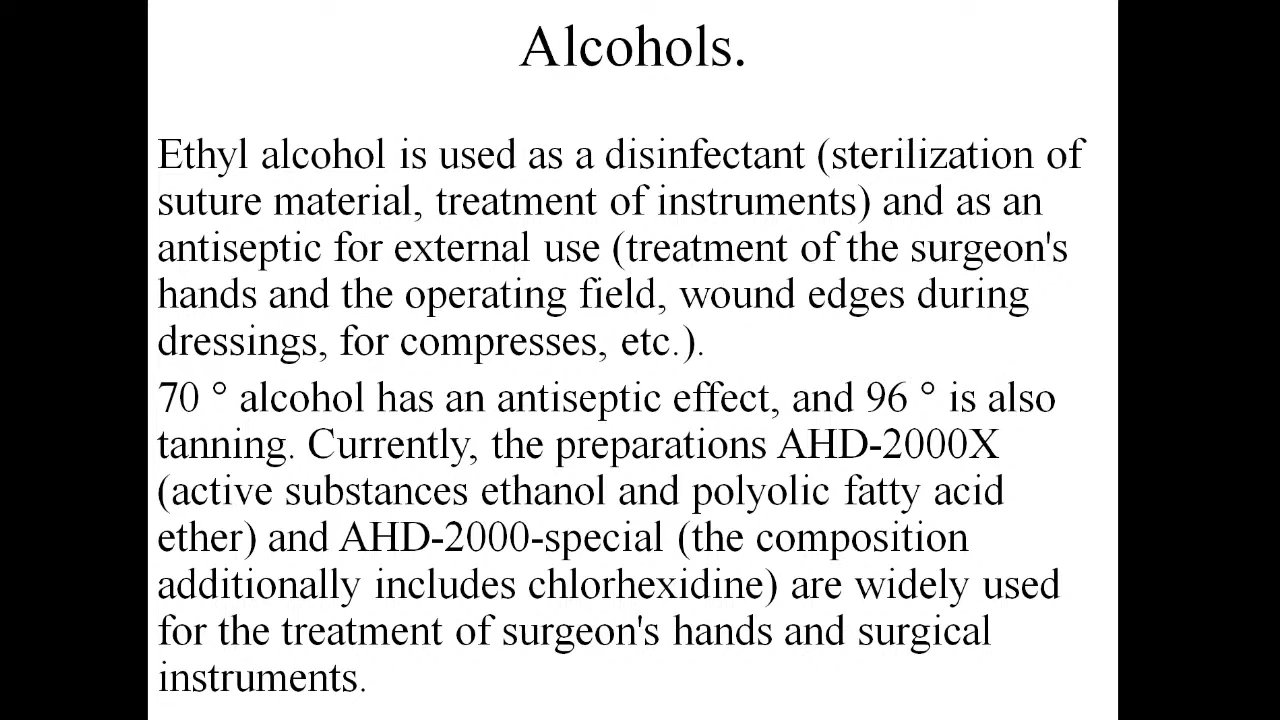 Alcohols.
Ethyl alcohol is used as a disinfectant (sterilization of
suture material, treatment of instruments) and as an
antiseptic for external use (treatment of the surgeon's
hands and the operating field, wound edges during
dressings, for compresses, etc.).
70 ° alcohol has an antiseptic effect, and 96 ° is also
tanning. Currently, the preparations AHD-2000X
(active substances ethanol and polyolic fatty acid
ether) and AHD-2000-special (the composition
additionally includes chlorhexidine) are widely used
for the treatment of surgeon's hands and surgical
instruments.